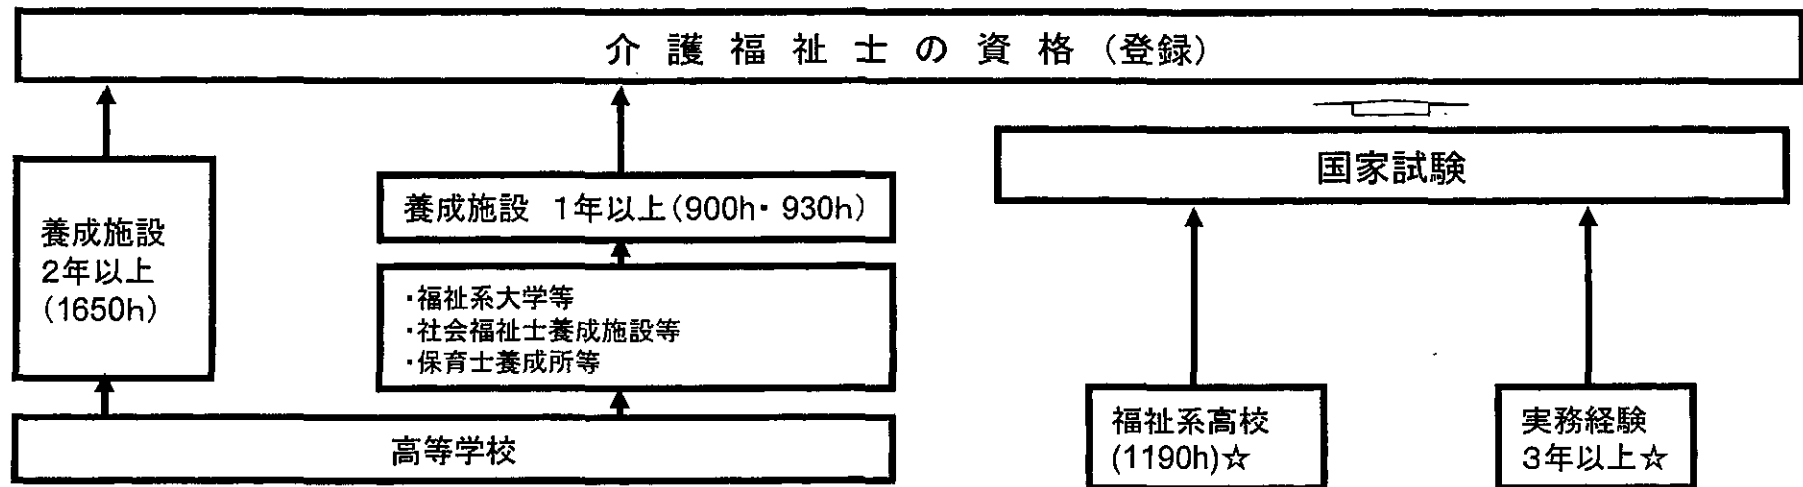 介護福祉士の資格(登録)
国家試験
養成施設
2年以上
(1650h)
養成施設 1年以上(900h・930h)
・福祉系大学等
・社会福祉士養成施設等
・保育士養成所等
高等学校
福祉系高校
(1190h)☆
実務経験
3年以上☆